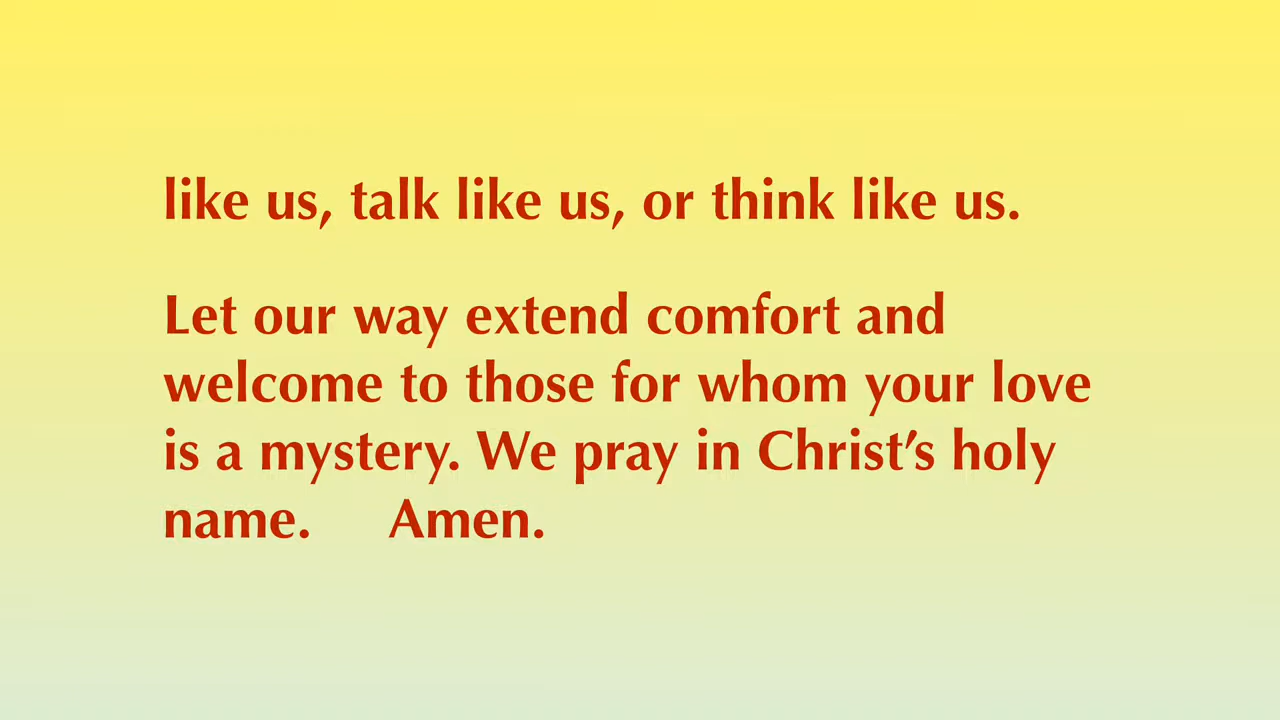 like us, talk like us, or think like us.
Let our way extend comfort and
welcome to those for whom your love
is a mystery. We pray in Christ’s holy
name. Amen.